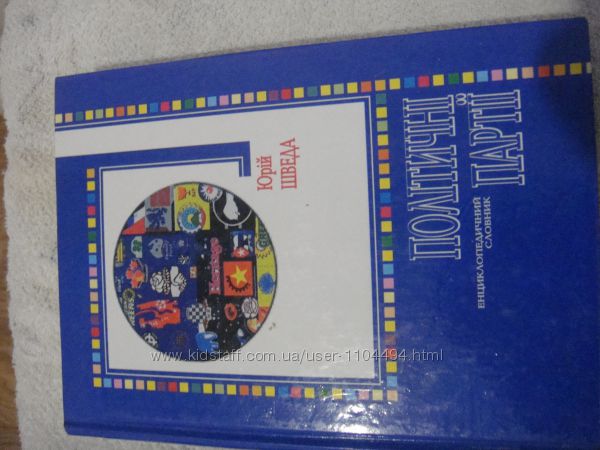 Юрій
ШВЕДА
ПОЛІТИЧНІ
ПАРТІЇ
ЕНЦИКЛОПЕДИЧНИЙ
СЛОВНИК
www.kidstaff.com.ua/user-1104494.html